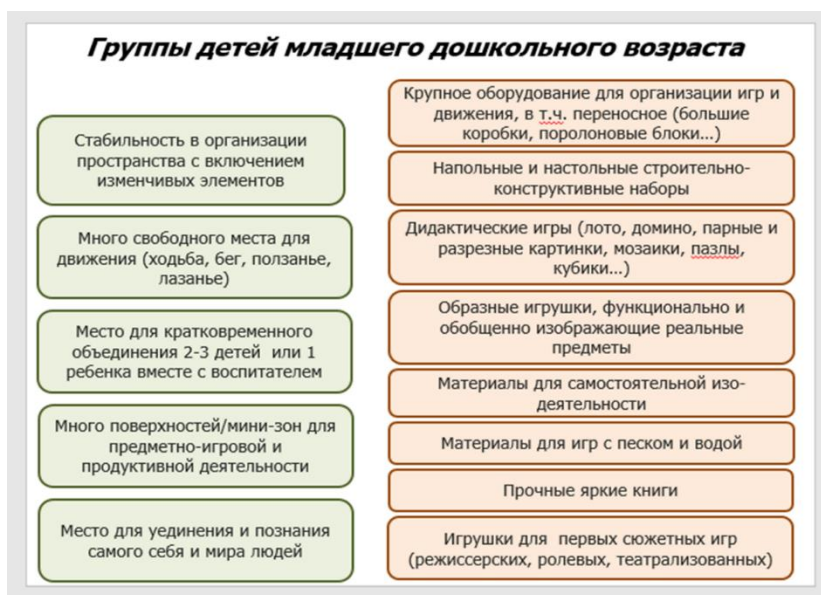 Группы детей младшего дошкольного возраста
Стабильность в организации
пространства с включением
изменчивых элементов
Много свободного места для
движения (ходьба, бег, ползанье,
лазанье)
Место для кратковременного
объединения 2-3 детей  или 1
ребенка вместе с воспитателем
Много поверхностей/мини-зон для
предметно-игровой и
продуктивной деятельности
Место для уединения и познания
самого себя и мира людей
Крупное оборудование для организации игр и
движения, в т.ч. переносное (большие
коробки, поролоновые блоки...)
Напольные и настольные строительно-
конструктивные наборы
Дидактические игры (лото, домино, парные и
разрезные картинки, мозаики, пазлы,
кубики...)
Образные игрушки, функционально и
обобщенно изображающие реальные
предметы
Материалы для самостоятельной изо-
деятельности
Материалы для игр с песком и водой
Прочные яркие книги
Игрушки для  первых сюжетных игр
(режиссерских, ролевых, театрализованных)